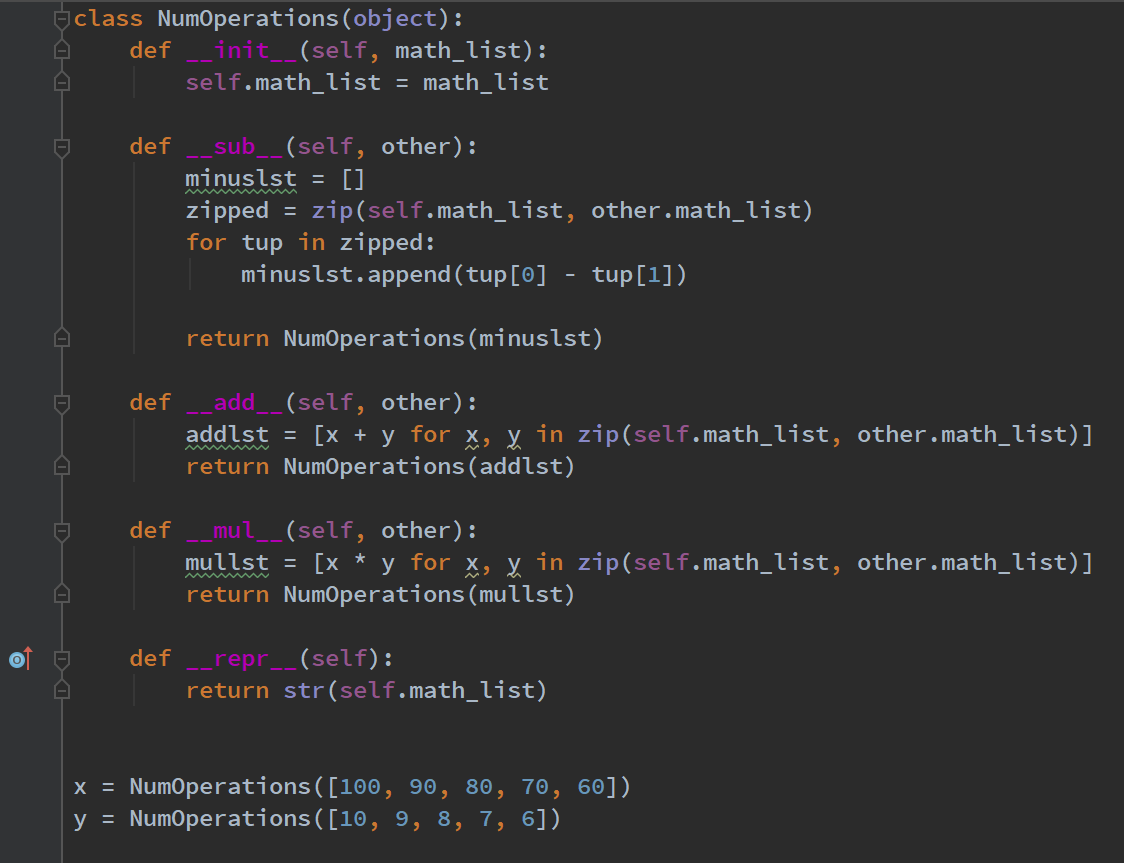 class NumOperations(object):
    def __init__(self, math_list):
        self.math_list = math_list

    def __sub__(self, other):
        minuslst = []
        zipped = zip(self.math_list, other.math_list)
        for tup in zipped:
            minuslst.append(tup[0] - tup[1])

        return NumOperations(minuslst)

    def __add__(self, other):
        addlst = [x + y for x, y in zip(self.math_list, other.math_list)]
        return NumOperations(addlst)

    def __mul__(self, other):
        mullst = [x * y for x, y in zip(self.math_list, other.math_list)]
        return NumOperations(mullst)

    def __repr__(self):
        return str(self.math_list)


x = NumOperations([100, 90, 80, 70, 60])
y = NumOperations([10, 9, 8, 7, 6])